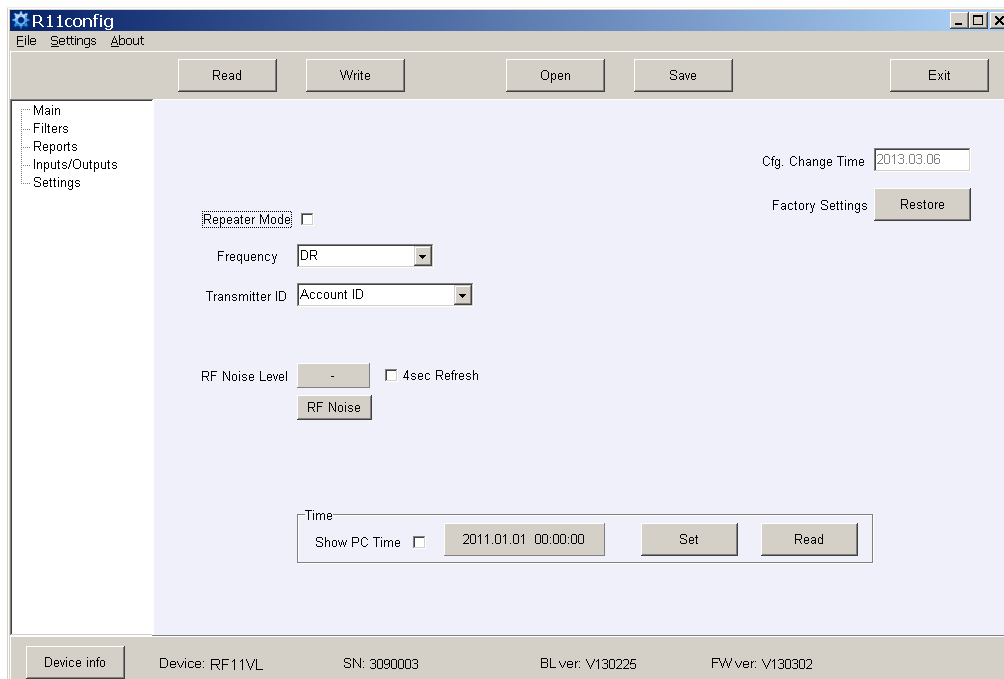 R11config
File Settings About
Read Write Open Save Exit
Main
Filters
Reports
Inputs/Outputs
Settings
Cfg. Change Time 2013.03.06
Factory Settings Restore
Repeater Mode
Frequency DR
Transmitter ID Account ID
RF Noise Level - 4sec Refresh
RF Noise
Time
Show PC Time 2011.01.01 00:00:00 Set Read
Device info Device: RF11VL SN: 3090003 BL ver: V130225 FW ver: V130302